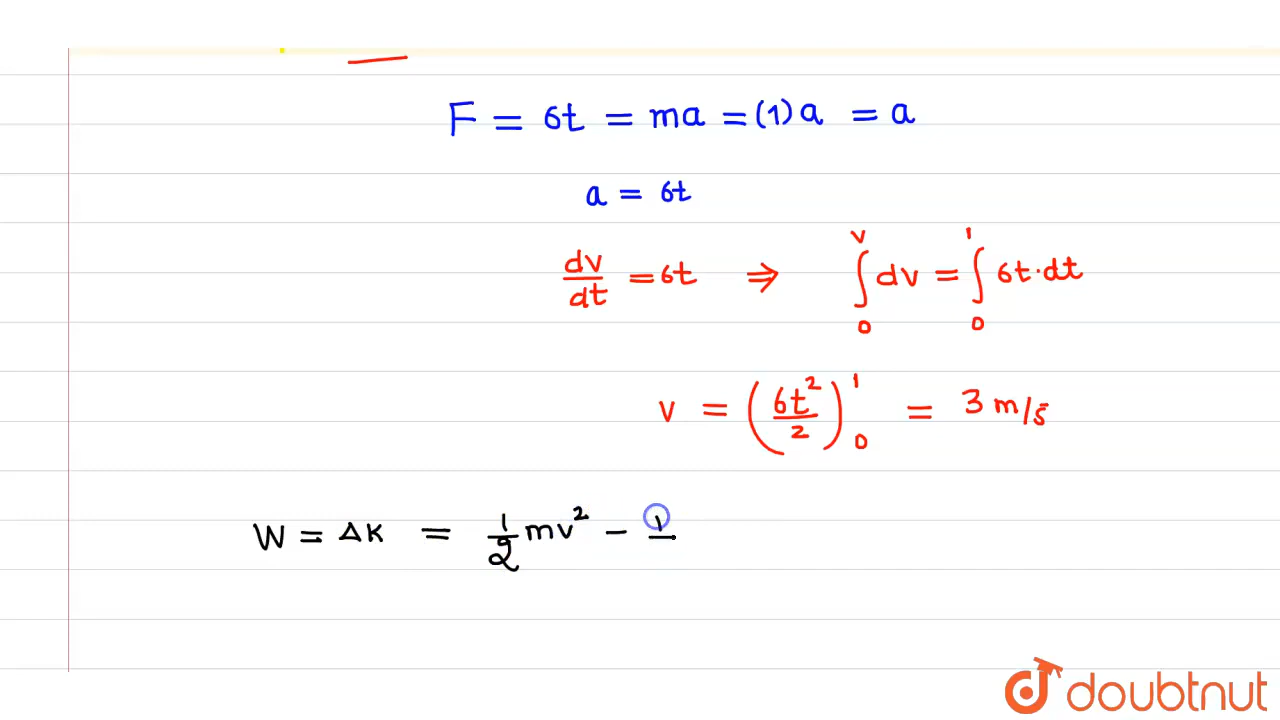 F = 6t = ma = (1) a = a
a = 6t
dv/dt = 6t ⇒ ∫₀ᵛ dv = ∫₀¹ 6t·dt
v = (6t²/2)₀¹ = 3 m/s
W = ΔK = 1/2 mv² − 1/
doubtnut